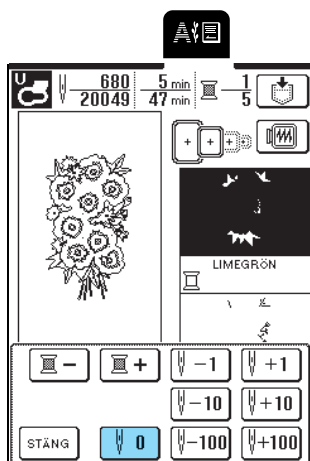 A
U 680 5 min 1
20049 47 min 5
LIMEGRÖN
− + −1 +1
−10 +10
STÄNG 0 −100 +100